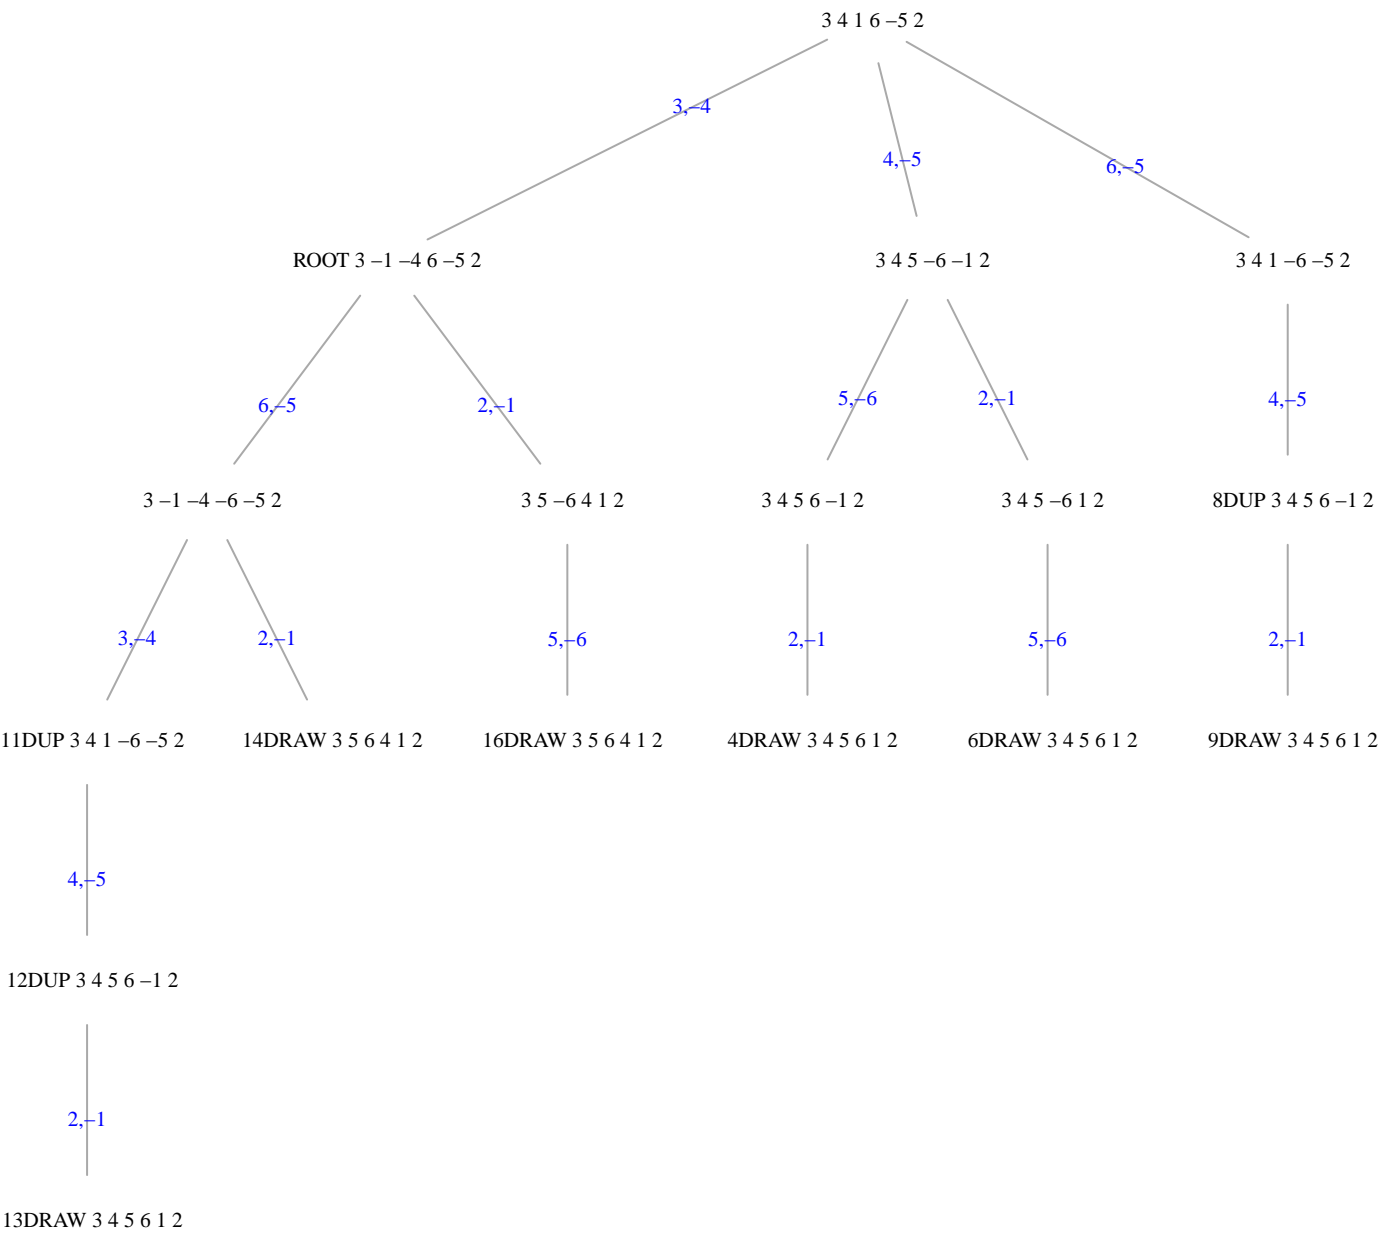 3 4 1 6 –5 2
3,–4
4,–5
6,–5
ROOT 3 –1 –4 6 –5 2
3 4 5 –6 –1 2
3 4 1 –6 –5 2
6,–5
2,–1
5,–6
2,–1
4,–5
3 –1 –4 –6 –5 2
3 5 –6 4 1 2
3 4 5 6 –1 2
3 4 5 –6 1 2
8DUP 3 4 5 6 –1 2
3,–4
2,–1
5,–6
2,–1
5,–6
2,–1
11DUP 3 4 1 –6 –5 2
14DRAW 3 5 6 4 1 2
16DRAW 3 5 6 4 1 2
4DRAW 3 4 5 6 1 2
6DRAW 3 4 5 6 1 2
9DRAW 3 4 5 6 1 2
4,–5
12DUP 3 4 5 6 –1 2
2,–1
13DRAW 3 4 5 6 1 2